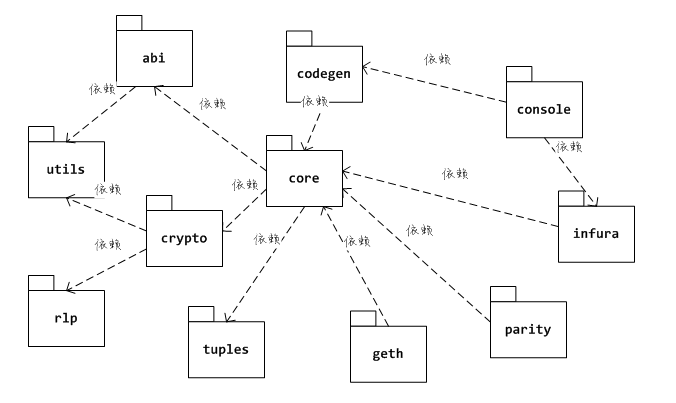 abi
codegen
依赖
console
依赖
依赖
依赖
utils
依赖
core
依赖
依赖
依赖
crypto
依赖
依赖
依赖
依赖
infura
rlp
tuples
geth
parity